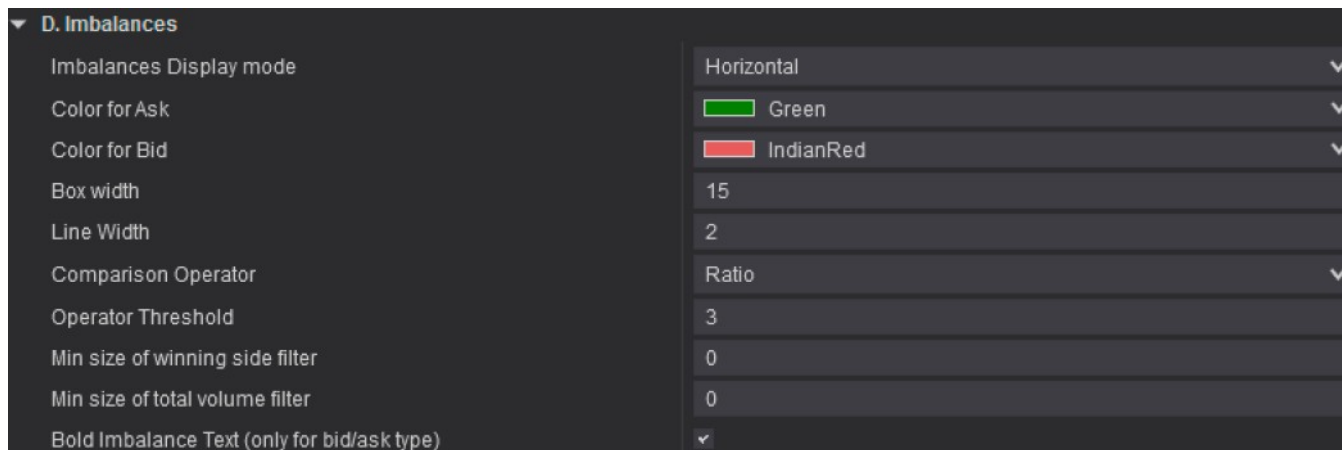 D. Imbalances
Imbalances Display mode Horizontal
Color for Ask Green
Color for Bid IndianRed
Box width 15
Line Width 2
Comparison Operator Ratio
Operator Threshold 3
Min size of winning side filter 0
Min size of total volume filter 0
Bold Imbalance Text (only for bid/ask type)